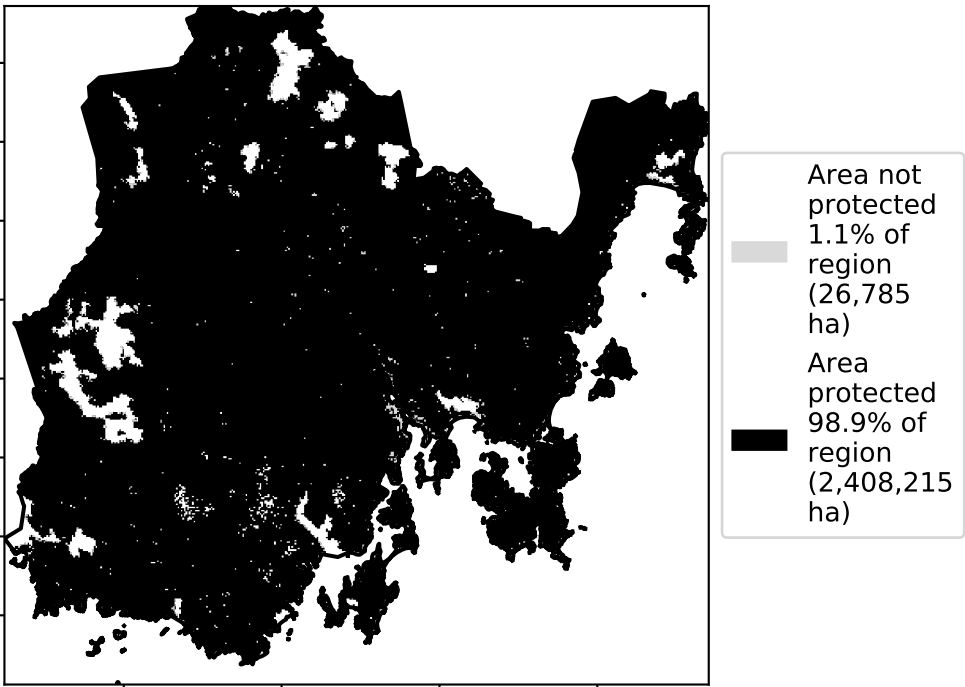 Area not
protected
1.1% of
region
(26,785
ha)
Area
protected
98.9% of
region
(2,408,215
ha)